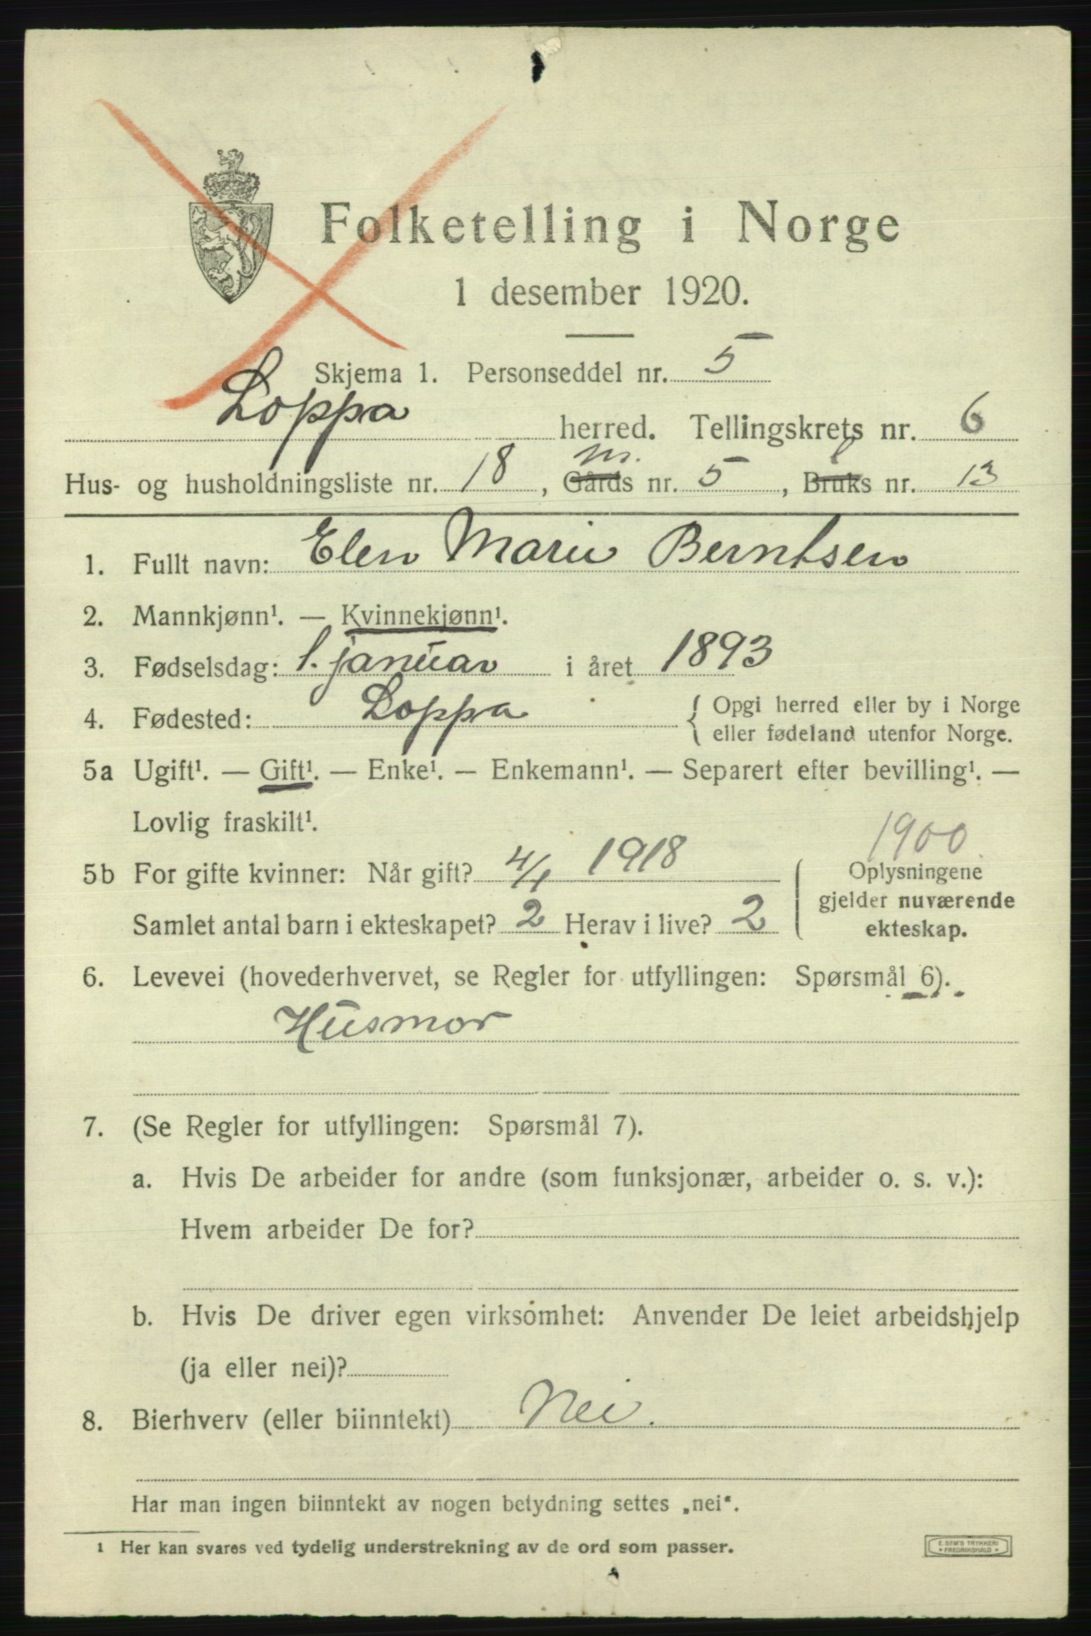 Folketelling i Norge
1 desember 1920.
Skjema 1. Personseddel nr. 5
Loppa herred. Tellingskrets nr. 6
Hus- og husholdningsliste nr. 18, Gårds nr. 5, Bruks nr. 13
1. Fullt navn: Elen Marie Berntsen
2. Mannkjønn¹. — Kvinnekjønn¹.
3. Fødselsdag: 1. januar i året 1893
4. Fødested: Loppa { Opgi herred eller by i Norge
eller fødeland utenfor Norge.
5a Ugift¹. — Gift¹. — Enke¹. — Enkemann¹. — Separert efter bevilling¹. —
Lovlig fraskilt¹.
1900
5b For gifte kvinner: Når gift? 4/1 1918
Samlet antal barn i ekteskapet? 2 Herav i live? 2
Oplysningene
gjelder nuværende
ekteskap.
6. Levevei (hovederhvervet, se Regler for utfyllingen: Spørsmål 6).
Husmor
7. (Se Regler for utfyllingen: Spørsmål 7).
a. Hvis De arbeider for andre (som funksjonær, arbeider o. s. v.):
Hvem arbeider De for?
b. Hvis De driver egen virksomhet: Anvender De leiet arbeidshjelp
(ja eller nei)?
8. Bierhverv (eller biinntekt) Nei.
Har man ingen biinntekt av nogen betydning settes „nei“.
¹ Her kan svares ved tydelig understrekning av de ord som passer.
E. SEM'S TRYKKERI
FREDRIKSHALD